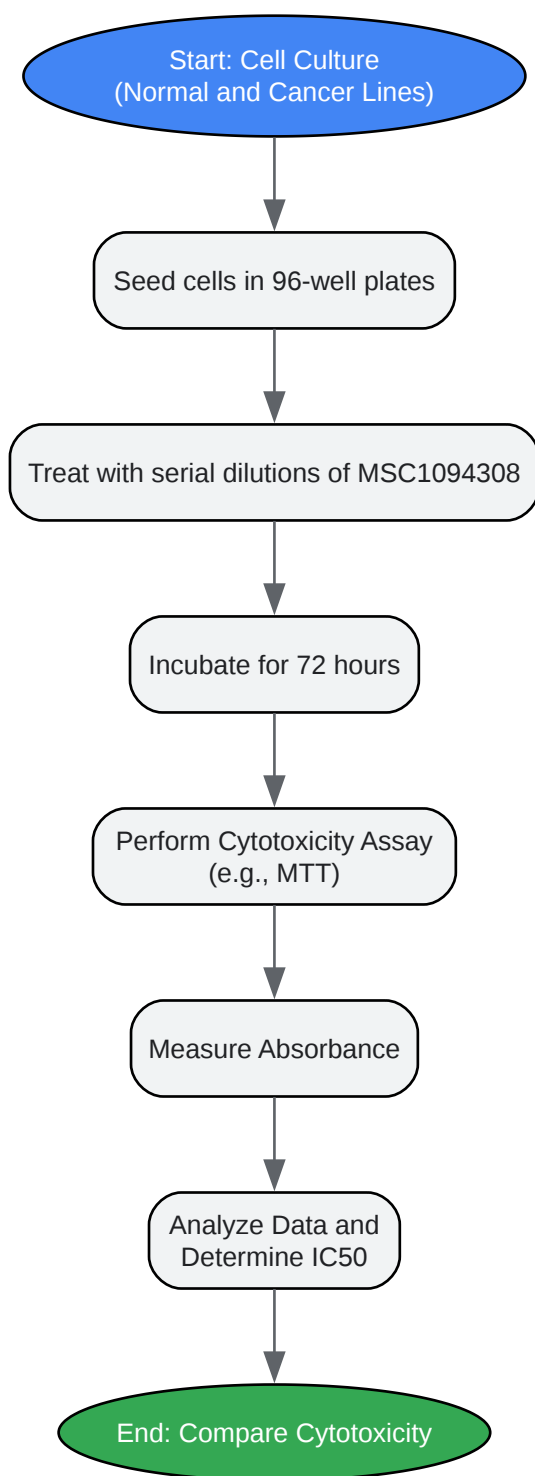 Start: Cell Culture
(Normal and Cancer Lines)
Seed cells in 96-well plates
Treat with serial dilutions of MSC1094308
Incubate for 72 hours
Perform Cytotoxicity Assay
(e.g., MTT)
Measure Absorbance
Analyze Data and
Determine IC50
End: Compare Cytotoxicity